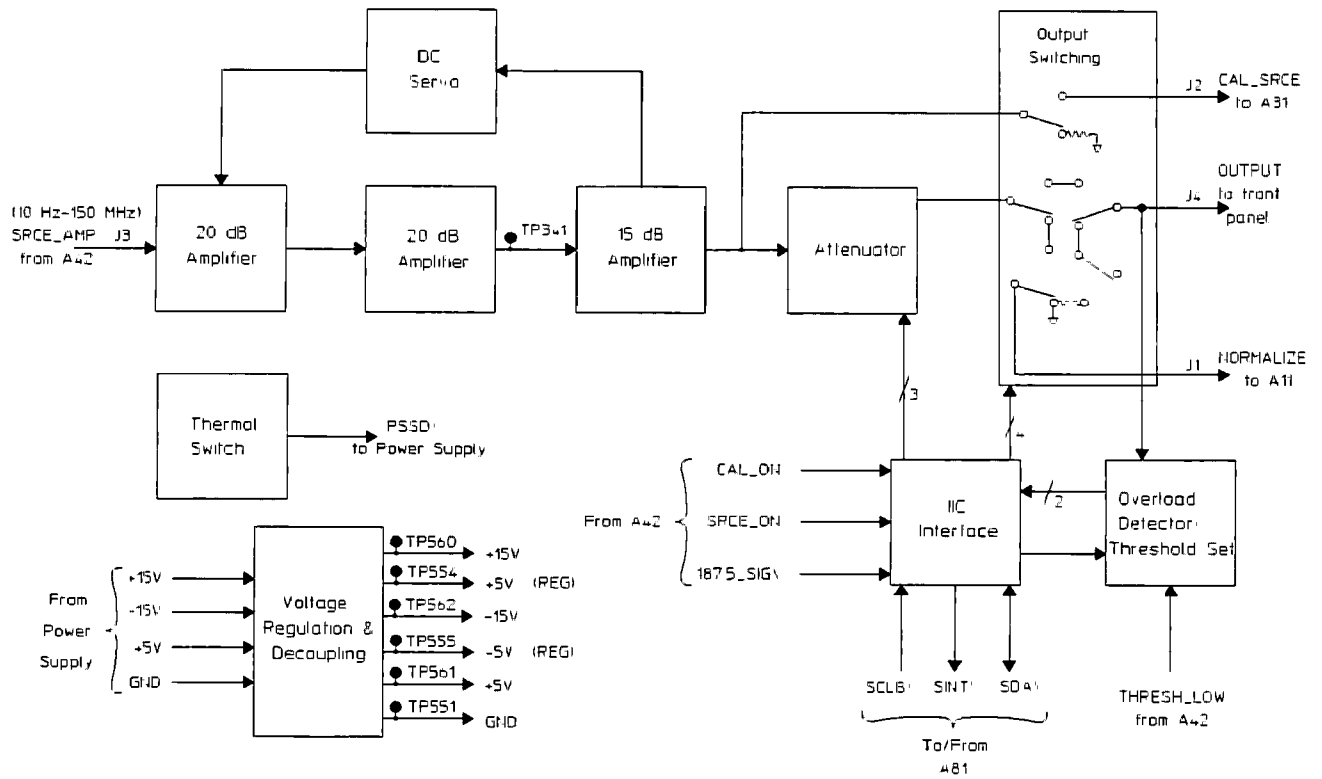 DC
Servo
Output
Switching
J2
CAL_SRCE
to A31
(10 Hz-150 MHz)
SRCE_AMP J3
from A42
20 dB
Amplifier
20 dB
Amplifier
TP341
15 dB
Amplifier
Attenuator
OUTPUT
J4
to front
panel
J1
NORMALIZE
to A11
3
4
Thermal
Switch
PSSD
to Power Supply
From A42
CAL_ON
SRCE_ON
IIC
Interface
2
Overload
Detector/
Threshold Set
From
Power
Supply
+15V
-15V
+5V
GND
Voltage
Regulation &
Decoupling
TP560
+15V
TP554
+5V (REG)
TP562
-15V
TP555
-5V (REG)
TP561
+5V
TP551
GND
SCLB
SINT
SDA
To/From
A81
THRESH_LOW
from A42